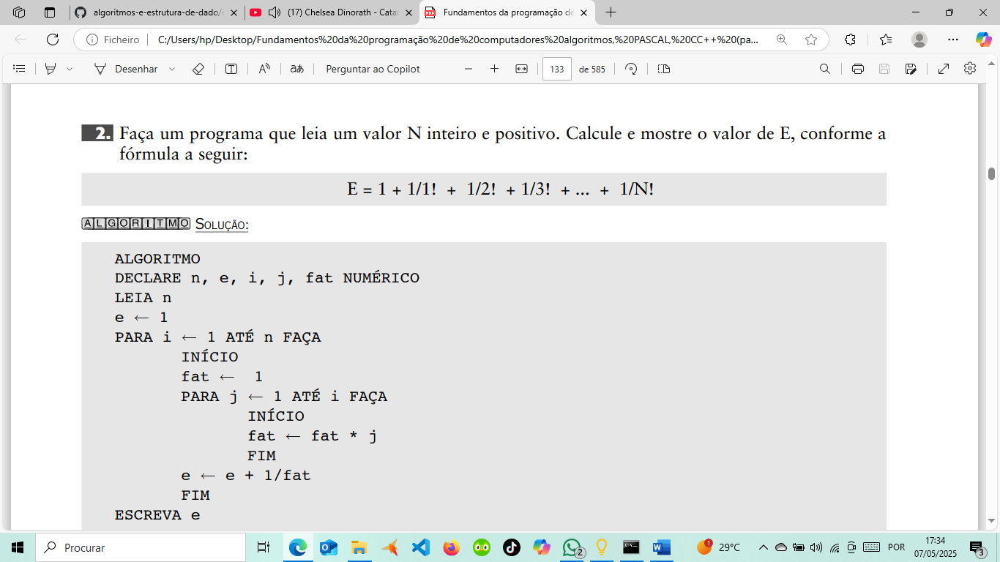 algoritmos-e-estrutura-de-dado/
(17) Chelsea Dinorath - Cata
Fundamentos da programação de
Ficheiro
C:/Users/hp/Desktop/Fundamentos%20da%20programação%20de%20computadores%20algoritmos,%20PASCAL,%20CC++%20(pa...
Desenhar
aあ
Perguntar ao Copilot
133
de 585
2. Faça um programa que leia um valor N inteiro e positivo. Calcule e mostre o valor de E, conforme a
fórmula a seguir:
E = 1 + 1/1! + 1/2! + 1/3! + ... + 1/N!
ALGORITMO SOLUÇÃO:
ALGORITMO
DECLARE n, e, i, j, fat NUMÉRICO
LEIA n
e ← 1
PARA i ← 1 ATÉ n FAÇA
INÍCIO
fat ← 1
PARA j ← 1 ATÉ i FAÇA
INÍCIO
fat ← fat * j
FIM
e ← e + 1/fat
FIM
ESCREVA e
Procurar
2
1
29°C
POR
17:34
07/05/2025
3